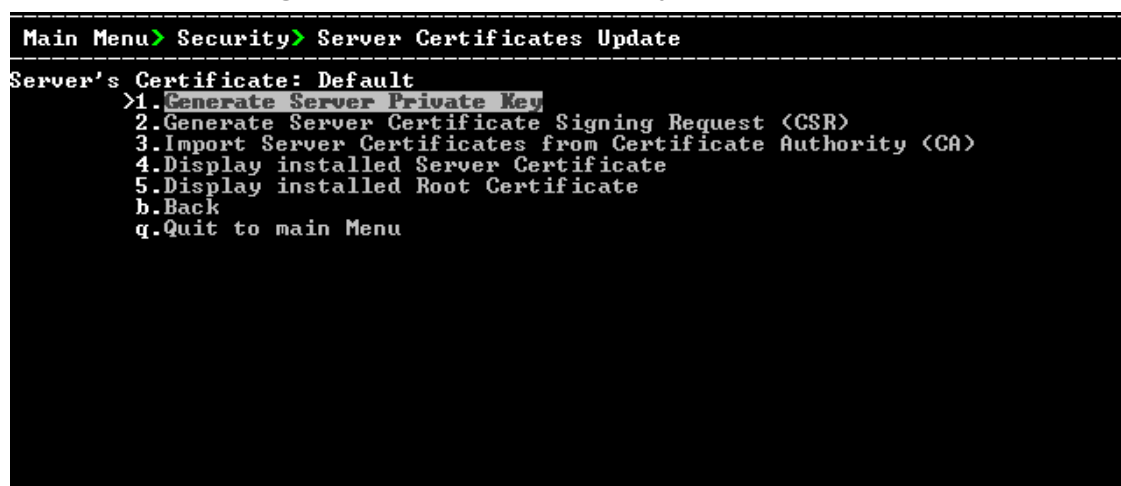 Main Menu> Security> Server Certificates Update
Server's Certificate: Default
>1.Generate Server Private Key
2.Generate Server Certificate Signing Request (CSR)
3.Import Server Certificates from Certificate Authority (CA)
4.Display installed Server Certificate
5.Display installed Root Certificate
b.Back
q.Quit to main Menu